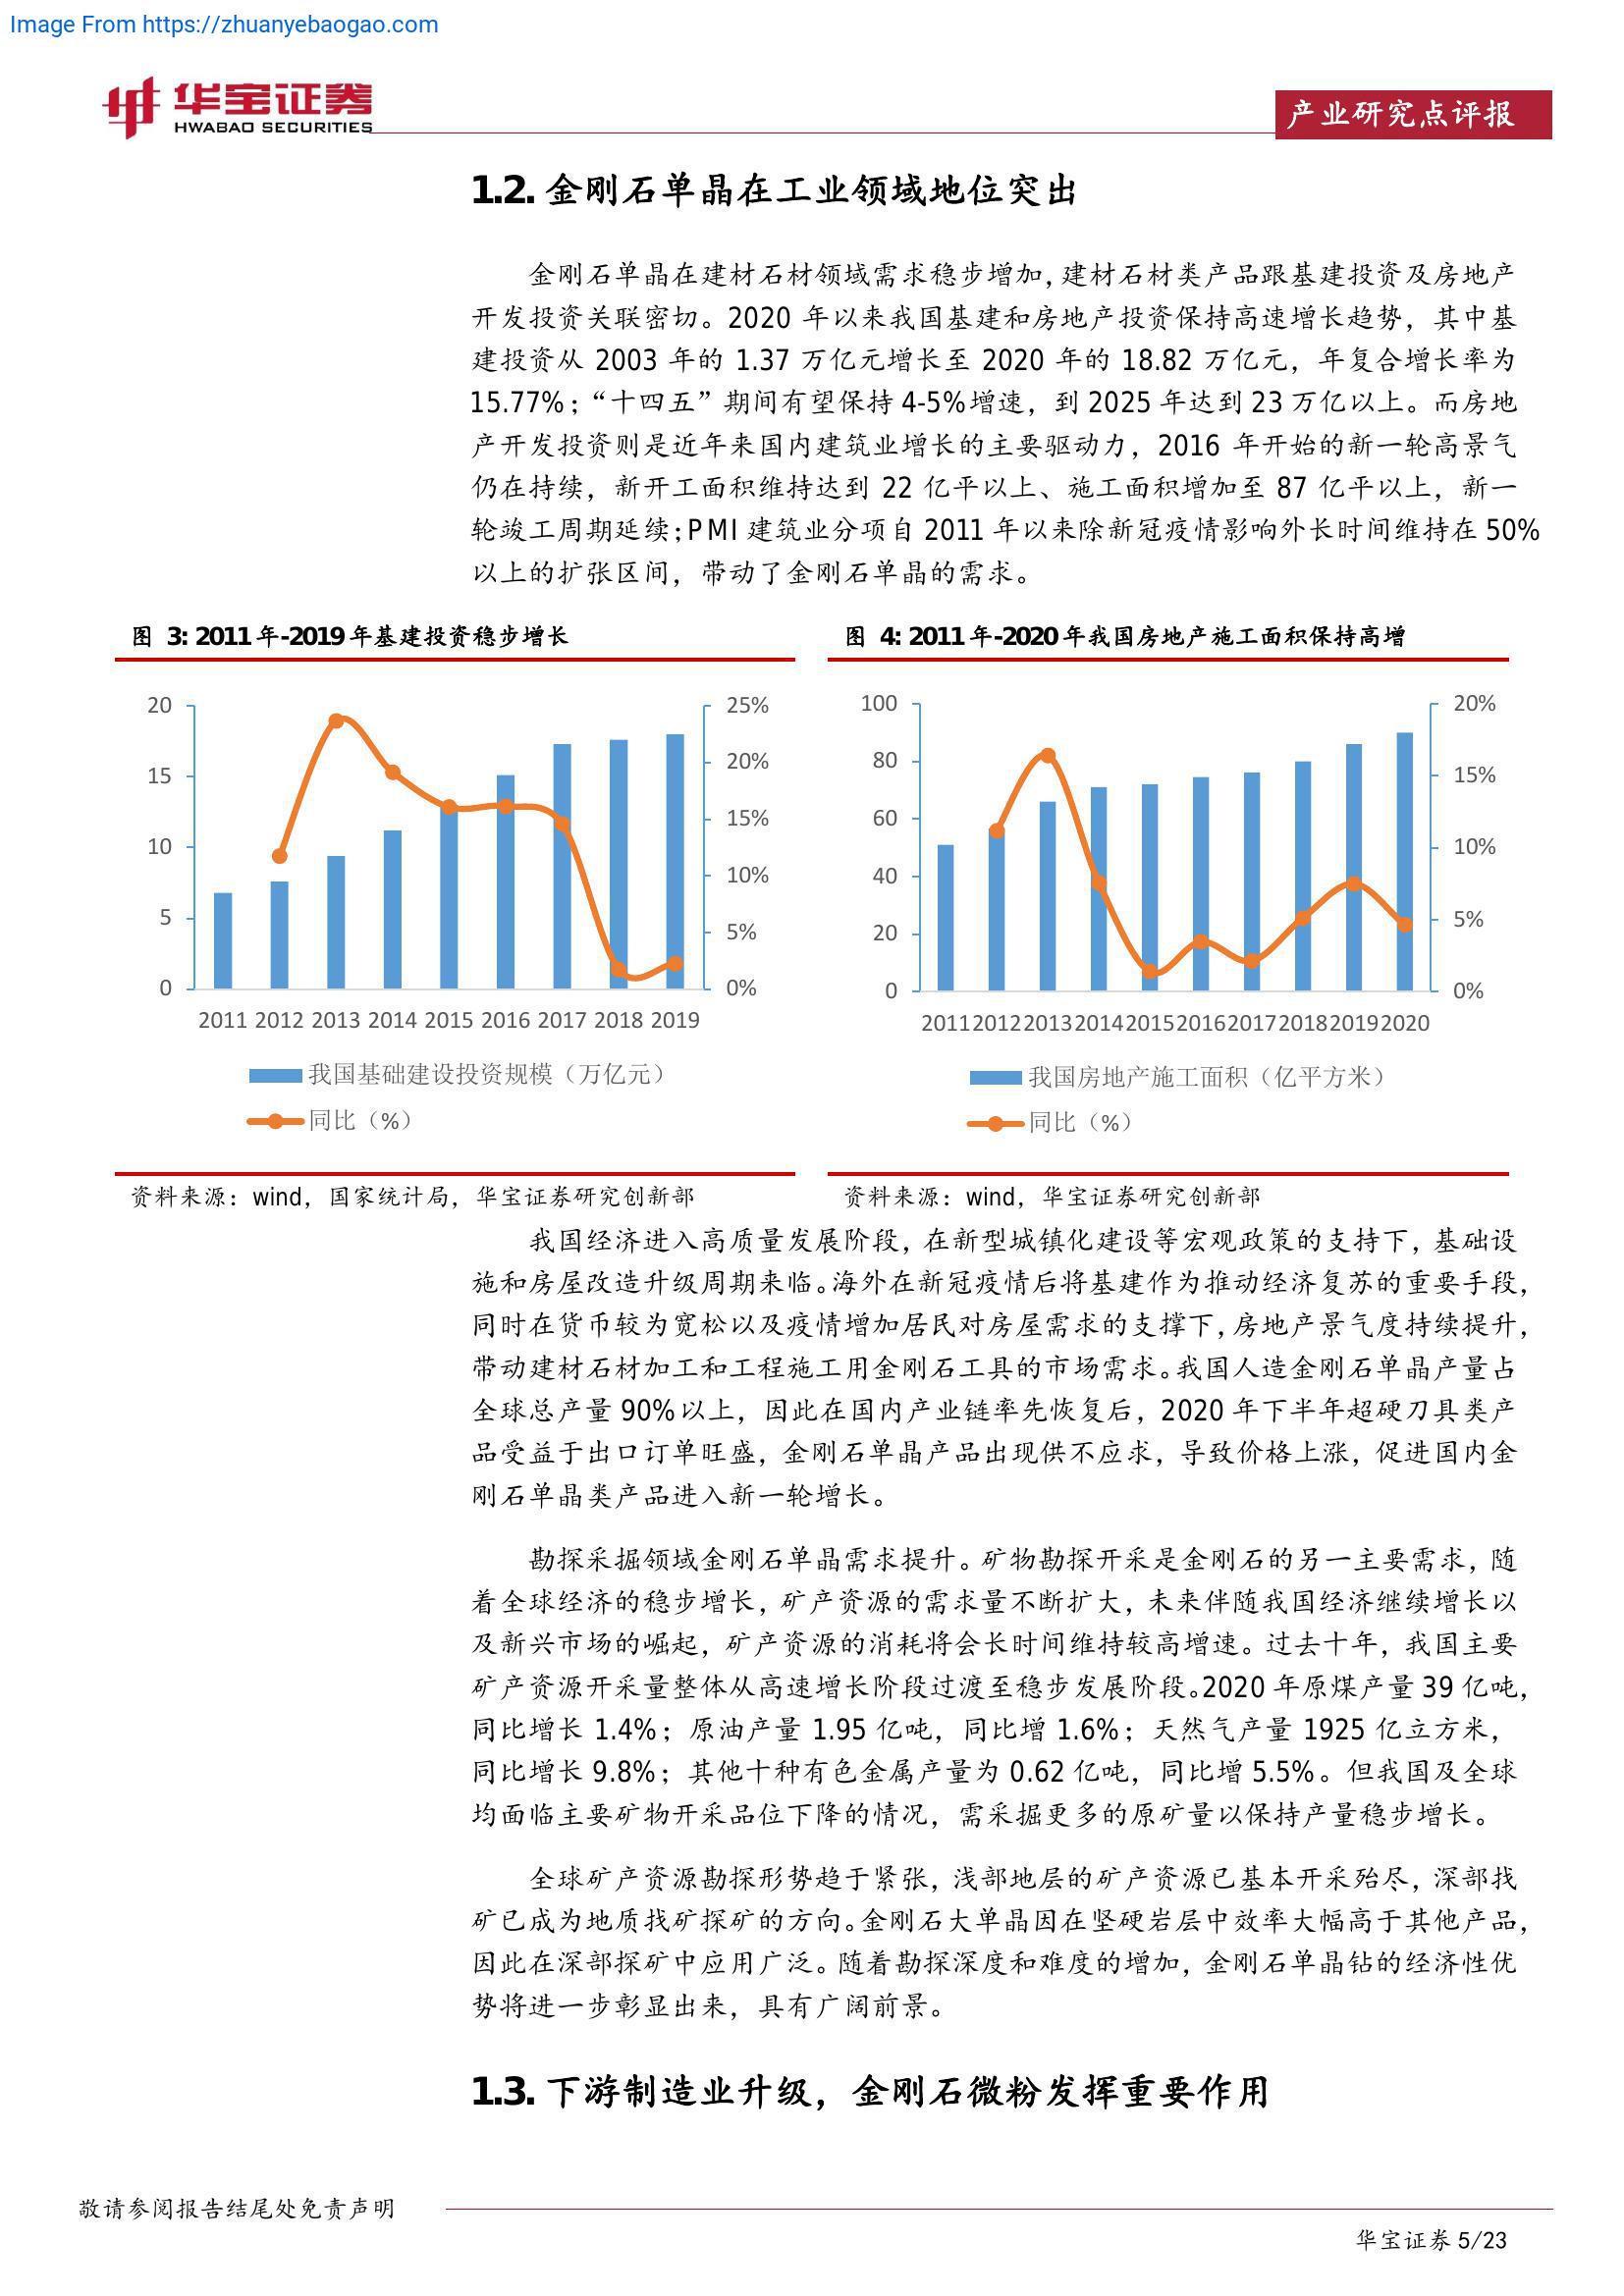 Image From https://zhuanyebaogao.com
华宝证券
HWABAO SECURITIES
产业研究点评报
1.2. 金刚石单晶在工业领域地位突出
金刚石单晶在建材石材领域需求稳步增加，建材石材类产品跟基建投资及房地产
开发投资关联密切。2020 年以来我国基建和房地产投资保持高速增长趋势，其中基
建投资从 2003 年的 1.37 万亿元增长至 2020 年的 18.82 万亿元，年复合增长率为
15.77%；“十四五”期间有望保持 4-5%增速，到 2025 年达到 23 万亿以上。而房地
产开发投资则是近年来国内建筑业增长的主要驱动力，2016 年开始的新一轮高景气
仍在持续，新开工面积维持达到 22 亿平以上、施工面积增加至 87 亿平以上，新一
轮竣工周期延续；PMI 建筑业分项自 2011 年以来除新冠疫情影响外长时间维持在 50%
以上的扩张区间，带动了金刚石单晶的需求。
图 3: 2011 年-2019 年基建投资稳步增长
20
15
10
5
0
25%
20%
15%
10%
5%
0%
2011 2012 2013 2014 2015 2016 2017 2018 2019
我国基础建设投资规模（万亿元）
同比（%）
资料来源：wind，国家统计局，华宝证券研究创新部
图 4: 2011 年-2020 年我国房地产施工面积保持高增
100
80
60
40
20
0
20%
15%
10%
5%
0%
2011 2012 2013 2014 2015 2016 2017 2018 2019 2020
我国房地产施工面积（亿平方米）
同比（%）
资料来源：wind，华宝证券研究创新部
我国经济进入高质量发展阶段，在新型城镇化建设等宏观政策的支持下，基础设
施和房屋改造升级周期来临。海外在新冠疫情后将基建作为推动经济复苏的重要手段，
同时在货币较为宽松以及疫情增加居民对房屋需求的支撑下，房地产景气度持续提升，
带动建材石材加工和工程施工用金刚石工具的市场需求。我国人造金刚石单晶产量占
全球总产量 90%以上，因此在国内产业链率先恢复后，2020 年下半年超硬刀具类产
品受益于出口订单旺盛，金刚石单晶产品出现供不应求，导致价格上涨，促进国内金
刚石单晶类产品进入新一轮增长。
勘探采掘领域金刚石单晶需求提升。矿物勘探开采是金刚石的另一主要需求，随
着全球经济的稳步增长，矿产资源的需求量不断扩大，未来伴随我国经济继续增长以
及新兴市场的崛起，矿产资源的消耗将会长时间维持较高增速。过去十年，我国主要
矿产资源开采量整体从高速增长阶段过渡至稳步发展阶段。2020 年原煤产量 39 亿吨，
同比增长 1.4%；原油产量 1.95 亿吨，同比增 1.6%；天然气产量 1925 亿立方米，
同比增长 9.8%；其他十种有色金属产量为 0.62 亿吨，同比增 5.5%。但我国及全球
均面临主要矿物开采品位下降的情况，需采掘更多的原矿量以保持产量稳步增长。
全球矿产资源勘探形势趋于紧张，浅部地层的矿产资源已基本开采殆尽，深部找
矿已成为地质找矿探矿的方向。金刚石大单晶因在坚硬岩层中效率大幅高于其他产品，
因此在深部探矿中应用广泛。随着勘探深度和难度的增加，金刚石单晶钻的经济性优
势将进一步彰显出来，具有广阔前景。
1.3. 下游制造业升级，金刚石微粉发挥重要作用
敬请参阅报告结尾处免责声明
华宝证券 5/23